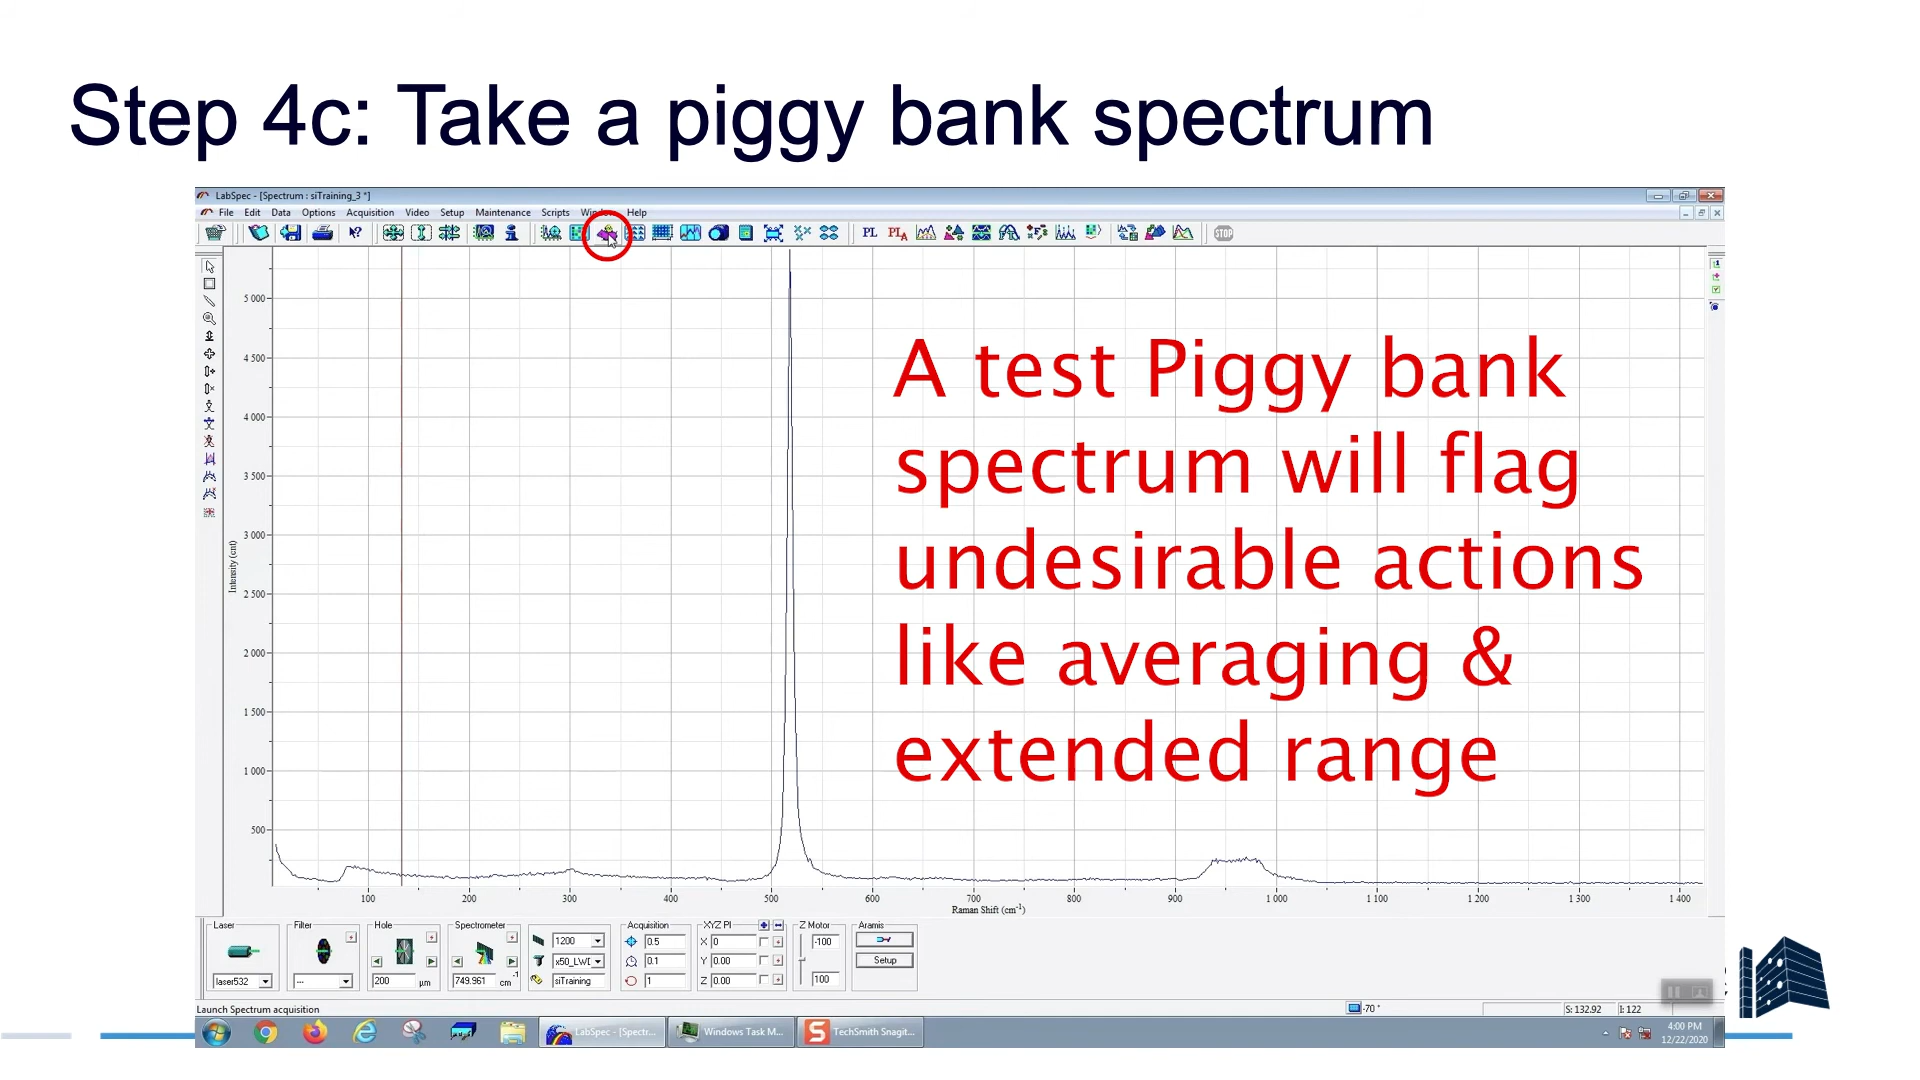 Step 4c: Take a piggy bank spectrum
LabSpec - [Spectrum : siTraining_3 *]
File Edit Data Options Acquisition Video Setup Maintenance Scripts Help
PL PLA STOP
5 000
4 500
4 000
3 500
3 000
2 500
2 000
1 500
1 000
500
Intensity (cnt)
100 200 300 400 500 600 700 800 900 1 000 1 100 1 200 1 300 1 400
Raman Shift (cm-1)
A test Piggy bank
spectrum will flag
undesirable actions
like averaging &
extended range
Laser Filter Hole Spectrometer Acquisition XYZ PI Z Motor Aramis
1200 0.5 X 0 -100
x50_LWD 0.1 Y 0.00 Setup
laser532 --- 200 µm 749.961 cm-1 siTraining 1 Z 0.00 100
Launch Spectrum acquisition
-70 °
S: 132.92 I: 122
LabSpec - [Spectr... Windows Task M... TechSmith Snagit...
4:00 PM
12/22/2020